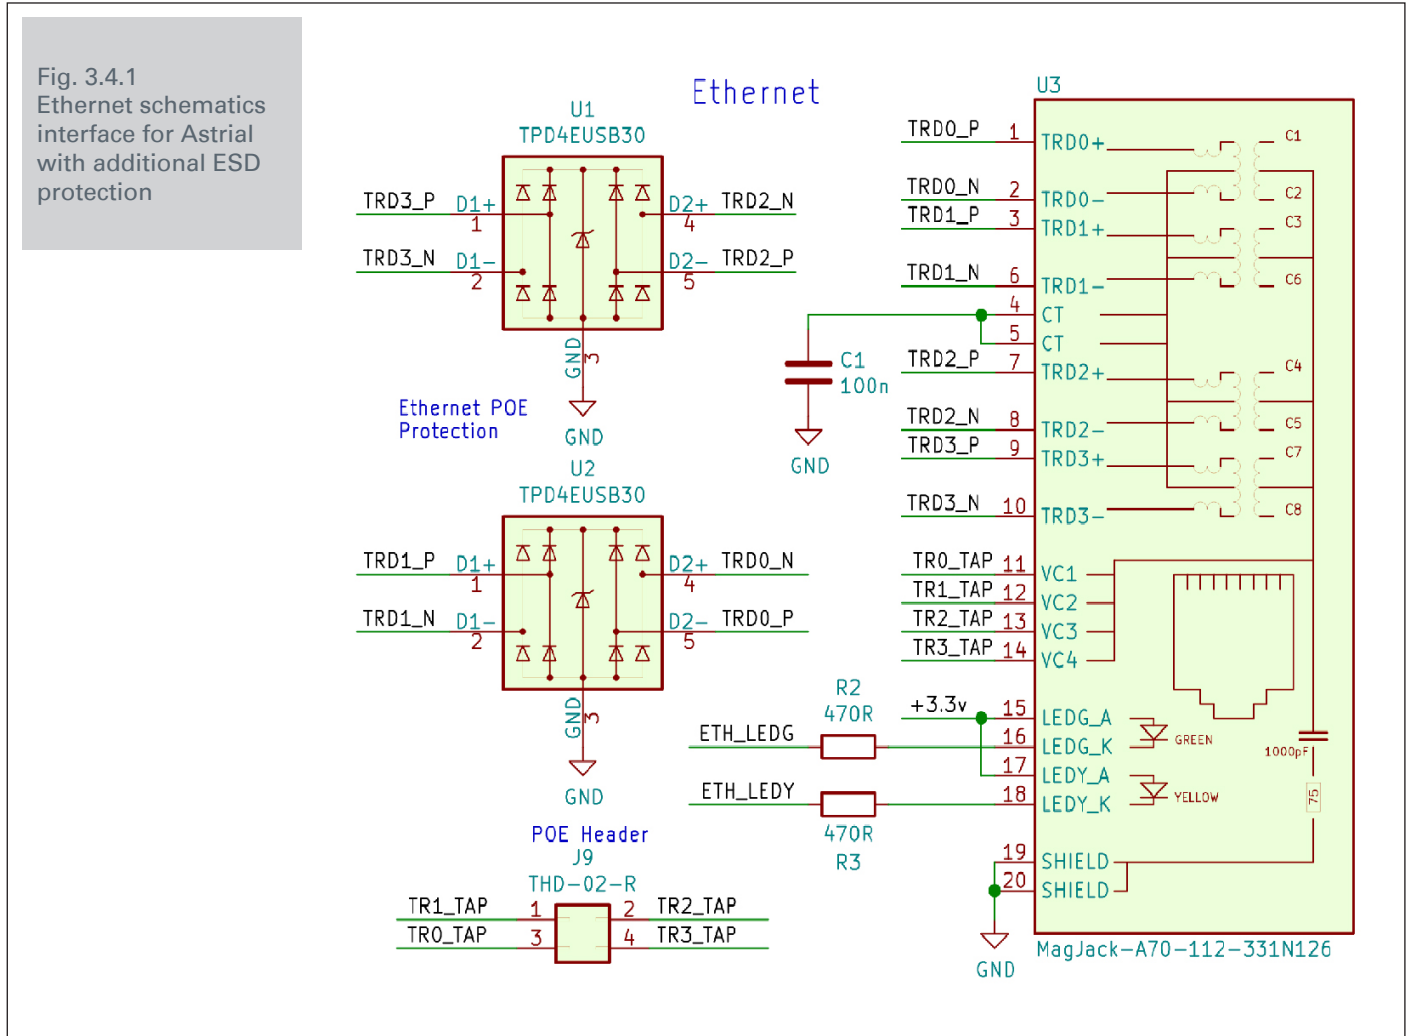 Fig. 3.4.1
Ethernet schematics
interface for Astrial
with additional ESD
protection
Ethernet
U1
TPD4EUSB30
TRD3_P
D1+
1
D2+
4
TRD2_N
TRD3_N
D1-
2
D2-
5
TRD2_P
GND
3
GND
Ethernet POE
Protection
U2
TPD4EUSB30
TRD1_P
D1+
1
D2+
4
TRD0_N
TRD1_N
D1-
2
D2-
5
TRD0_P
GND
3
GND
POE Header
J9
THD-02-R
TR1_TAP 1 2 TR2_TAP
TR0_TAP 3 4 TR3_TAP
C1
100n
GND
U3
TRD0_P 1 TRD0+
TRD0_N 2 TRD0-
TRD1_P 3 TRD1+
TRD1_N 6 TRD1-
4 CT
5 CT
TRD2_P 7 TRD2+
TRD2_N 8 TRD2-
TRD3_P 9 TRD3+
TRD3_N 10 TRD3-
TR0_TAP 11 VC1
TR1_TAP 12 VC2
TR2_TAP 13 VC3
TR3_TAP 14 VC4
+3.3v 15 LEDG_A
R2
470R
ETH_LEDG 16 LEDG_K
17 LEDY_A
ETH_LEDY 18 LEDY_K
470R
R3
19 SHIELD
20 SHIELD
GND
C1
C2
C3
C6
C4
C5
C7
C8
GREEN
YELLOW
1000pF
75
MagJack-A70-112-331N126